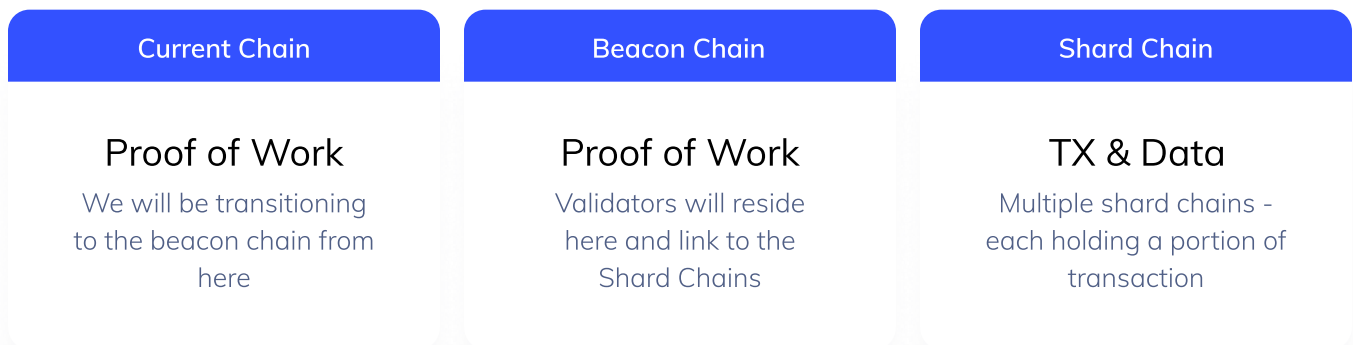 Current Chain
Proof of Work
We will be transitioning
to the beacon chain from
here
Beacon Chain
Proof of Work
Validators will reside
here and link to the
Shard Chains
Shard Chain
TX & Data
Multiple shard chains -
each holding a portion of
transaction